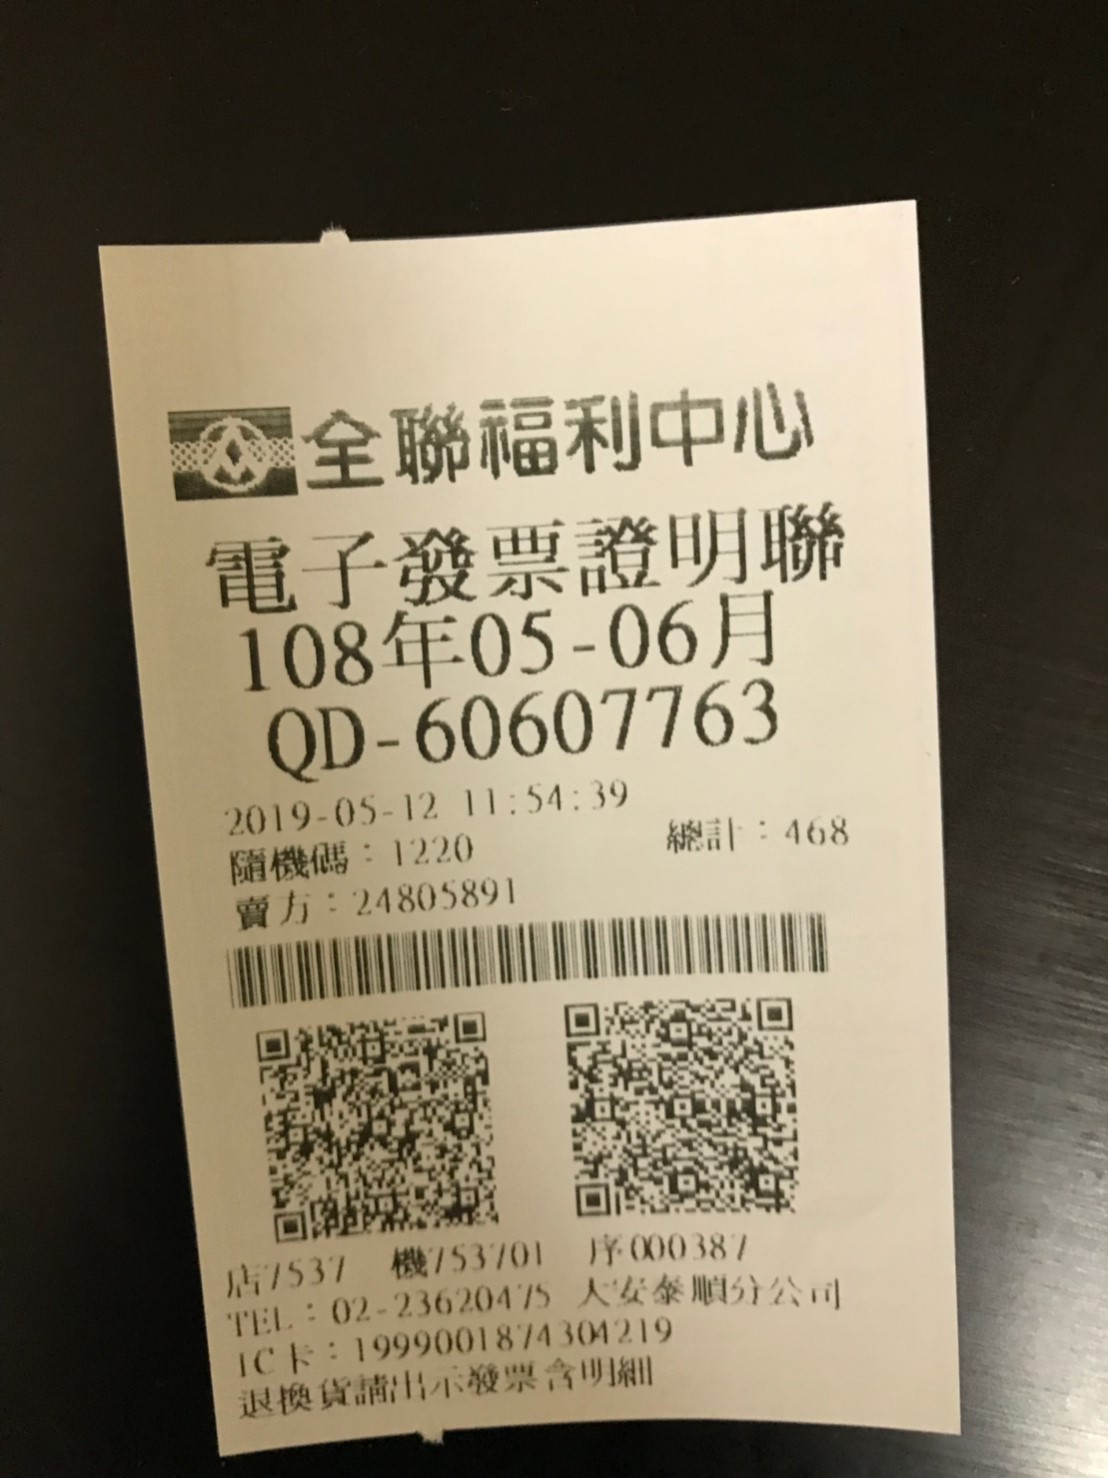 全聯福利中心
電子發票證明聯
108年05-06月
QD-60607763
2019-05-12 11:54:39
隨機碼：1220 總計：468
賣方：24805891
店7537 機753701 序000387
TEL：02-23620475 大安泰順分公司
IC卡：1999001874304219
退換貨請出示發票含明細